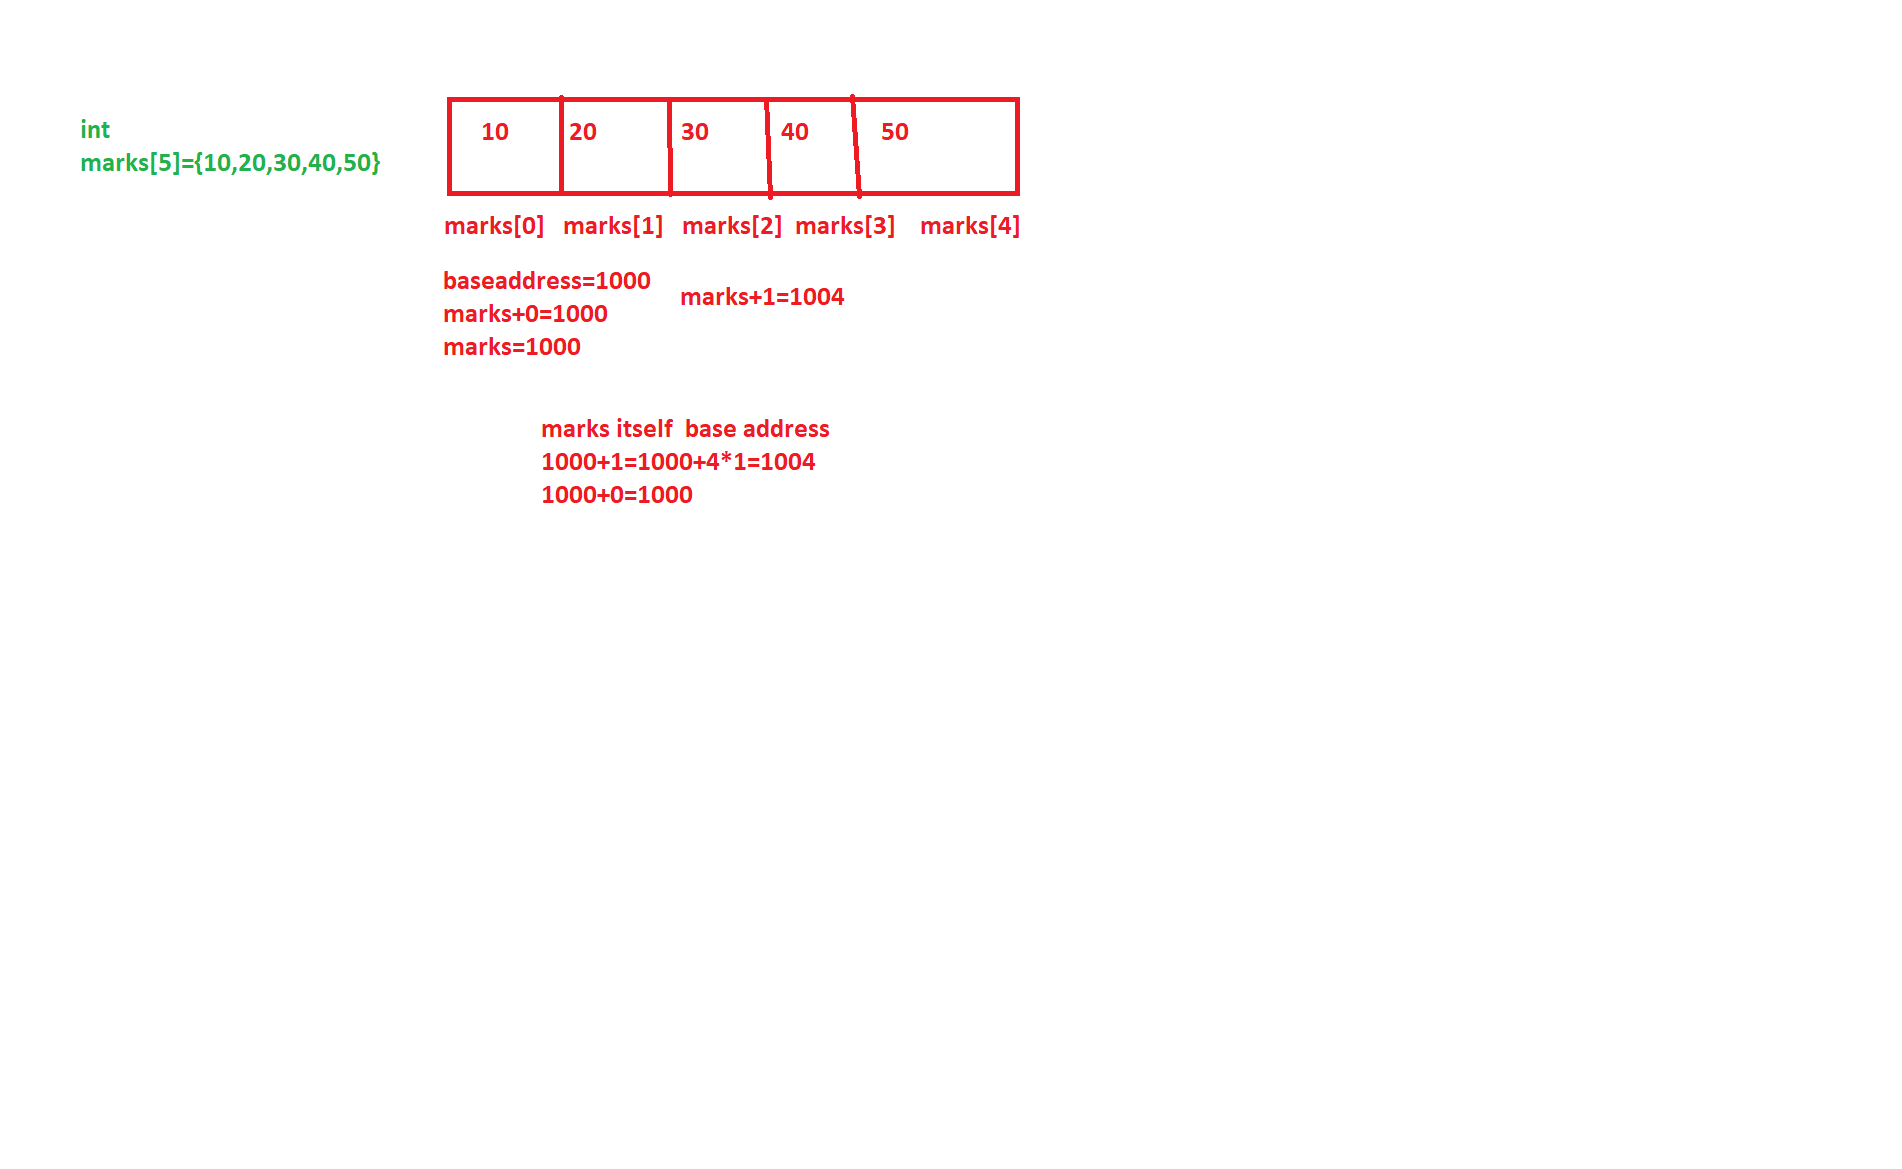 int
marks[5]={10,20,30,40,50}
10 20 30 40 50
marks[0] marks[1] marks[2] marks[3] marks[4]
baseaddress=1000
marks+0=1000
marks=1000
marks+1=1004
marks itself  base address
1000+1=1000+4*1=1004
1000+0=1000